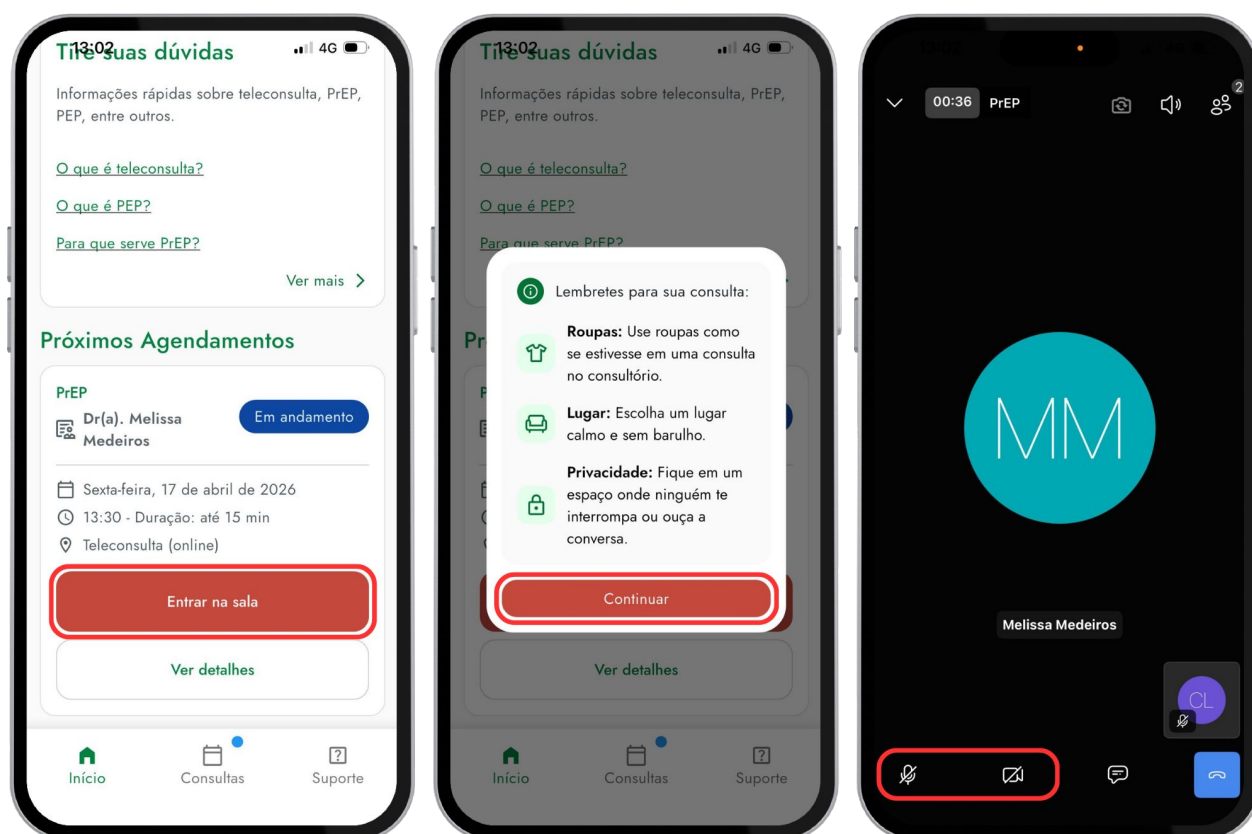 13:02
4G
Tire suas dúvidas
Informações rápidas sobre teleconsulta, PrEP,
PEP, entre outros.
O que é teleconsulta?
O que é PEP?
Para que serve PrEP?
Ver mais
Próximos Agendamentos
PrEP
Dr(a). Melissa
Medeiros
Em andamento
Sexta-feira, 17 de abril de 2026
13:30 - Duração: até 15 min
Teleconsulta (online)
Entrar na sala
Ver detalhes
Início
Consultas
Suporte
13:02
4G
Tire suas dúvidas
Informações rápidas sobre teleconsulta, PrEP,
PEP, entre outros.
O que é teleconsulta?
O que é PEP?
Para que serve PrEP?
Lembretes para sua consulta:
Roupas: Use roupas como
se estivesse em uma consulta
no consultório.
Lugar: Escolha um lugar
calmo e sem barulho.
Privacidade: Fique em um
espaço onde ninguém te
interrompa ou ouça a
conversa.
Continuar
Ver detalhes
Início
Consultas
Suporte
13:02
00:36
PrEP
2
MM
Melissa Medeiros
CL